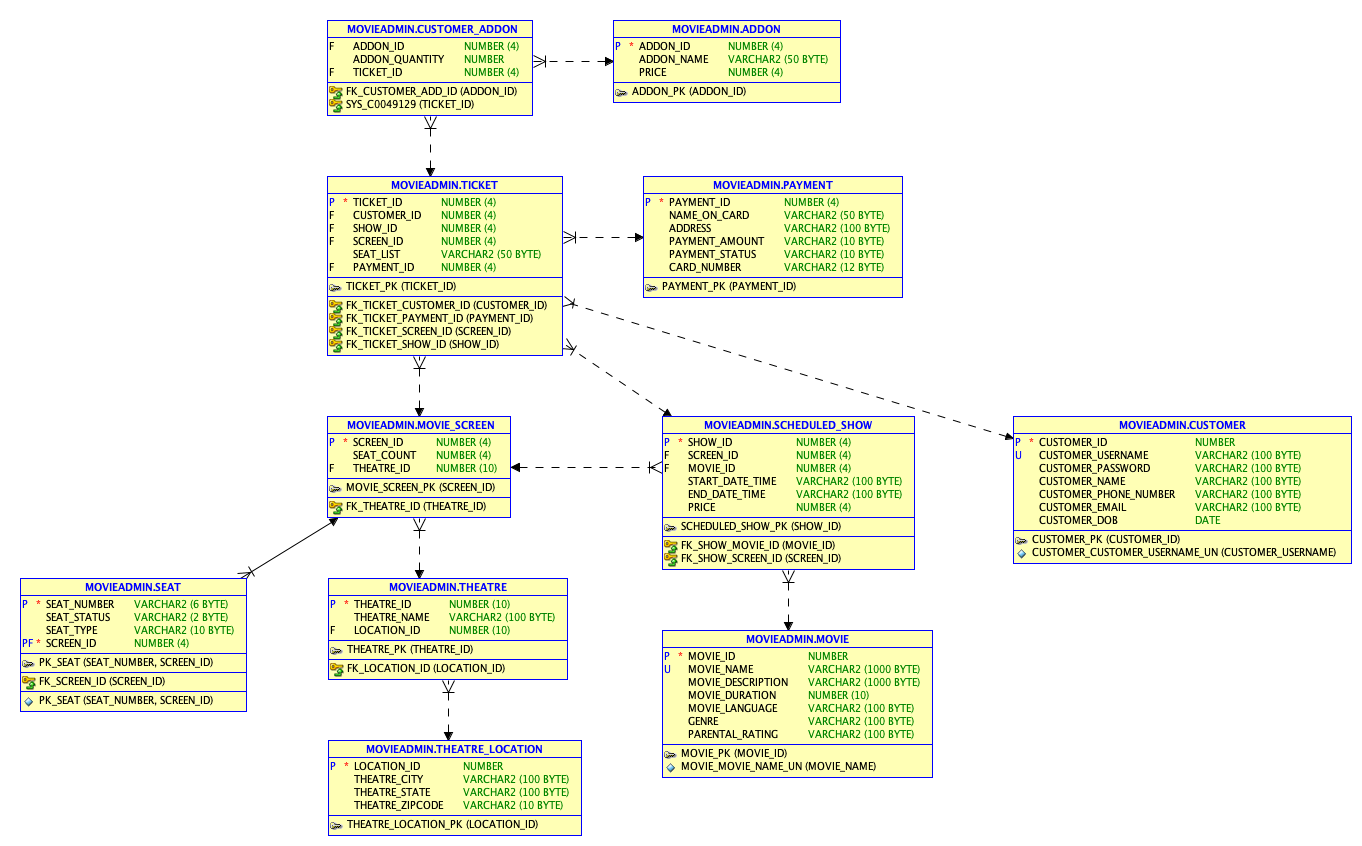 MOVIEADMIN.CUSTOMER_ADDON
F ADDON_ID NUMBER (4)
ADDON_QUANTITY NUMBER
F TICKET_ID NUMBER (4)
FK_CUSTOMER_ADD_ID (ADDON_ID)
SYS_C0049129 (TICKET_ID)
MOVIEADMIN.ADDON
P * ADDON_ID NUMBER (4)
ADDON_NAME VARCHAR2 (50 BYTE)
PRICE NUMBER (4)
ADDON_PK (ADDON_ID)
MOVIEADMIN.TICKET
P * TICKET_ID NUMBER (4)
F CUSTOMER_ID NUMBER (4)
F SHOW_ID NUMBER (4)
F SCREEN_ID NUMBER (4)
SEAT_LIST VARCHAR2 (50 BYTE)
F PAYMENT_ID NUMBER (4)
TICKET_PK (TICKET_ID)
FK_TICKET_CUSTOMER_ID (CUSTOMER_ID)
FK_TICKET_PAYMENT_ID (PAYMENT_ID)
FK_TICKET_SCREEN_ID (SCREEN_ID)
FK_TICKET_SHOW_ID (SHOW_ID)
MOVIEADMIN.PAYMENT
P * PAYMENT_ID NUMBER (4)
NAME_ON_CARD VARCHAR2 (50 BYTE)
ADDRESS VARCHAR2 (100 BYTE)
PAYMENT_AMOUNT VARCHAR2 (10 BYTE)
PAYMENT_STATUS VARCHAR2 (10 BYTE)
CARD_NUMBER VARCHAR2 (12 BYTE)
PAYMENT_PK (PAYMENT_ID)
MOVIEADMIN.MOVIE_SCREEN
P * SCREEN_ID NUMBER (4)
SEAT_COUNT NUMBER (4)
F THEATRE_ID NUMBER (10)
MOVIE_SCREEN_PK (SCREEN_ID)
FK_THEATRE_ID (THEATRE_ID)
MOVIEADMIN.SCHEDULED_SHOW
P * SHOW_ID NUMBER (4)
F SCREEN_ID NUMBER (4)
F MOVIE_ID NUMBER (4)
START_DATE_TIME VARCHAR2 (100 BYTE)
END_DATE_TIME VARCHAR2 (100 BYTE)
PRICE NUMBER (4)
SCHEDULED_SHOW_PK (SHOW_ID)
FK_SHOW_MOVIE_ID (MOVIE_ID)
FK_SHOW_SCREEN_ID (SCREEN_ID)
MOVIEADMIN.CUSTOMER
P * CUSTOMER_ID NUMBER
U CUSTOMER_USERNAME VARCHAR2 (100 BYTE)
CUSTOMER_PASSWORD VARCHAR2 (100 BYTE)
CUSTOMER_NAME VARCHAR2 (100 BYTE)
CUSTOMER_PHONE_NUMBER VARCHAR2 (100 BYTE)
CUSTOMER_EMAIL VARCHAR2 (100 BYTE)
CUSTOMER_DOB DATE
CUSTOMER_PK (CUSTOMER_ID)
CUSTOMER_CUSTOMER_USERNAME_UN (CUSTOMER_USERNAME)
MOVIEADMIN.SEAT
P * SEAT_NUMBER VARCHAR2 (6 BYTE)
SEAT_STATUS VARCHAR2 (2 BYTE)
SEAT_TYPE VARCHAR2 (10 BYTE)
PF * SCREEN_ID NUMBER (4)
PK_SEAT (SEAT_NUMBER, SCREEN_ID)
FK_SCREEN_ID (SCREEN_ID)
PK_SEAT (SEAT_NUMBER, SCREEN_ID)
MOVIEADMIN.THEATRE
P * THEATRE_ID NUMBER (10)
THEATRE_NAME VARCHAR2 (100 BYTE)
F LOCATION_ID NUMBER (10)
THEATRE_PK (THEATRE_ID)
FK_LOCATION_ID (LOCATION_ID)
MOVIEADMIN.MOVIE
P * MOVIE_ID NUMBER
U MOVIE_NAME VARCHAR2 (1000 BYTE)
MOVIE_DESCRIPTION VARCHAR2 (1000 BYTE)
MOVIE_DURATION NUMBER (10)
MOVIE_LANGUAGE VARCHAR2 (100 BYTE)
GENRE VARCHAR2 (100 BYTE)
PARENTAL_RATING VARCHAR2 (100 BYTE)
MOVIE_PK (MOVIE_ID)
MOVIE_MOVIE_NAME_UN (MOVIE_NAME)
MOVIEADMIN.THEATRE_LOCATION
P * LOCATION_ID NUMBER
THEATRE_CITY VARCHAR2 (100 BYTE)
THEATRE_STATE VARCHAR2 (100 BYTE)
THEATRE_ZIPCODE VARCHAR2 (10 BYTE)
THEATRE_LOCATION_PK (LOCATION_ID)